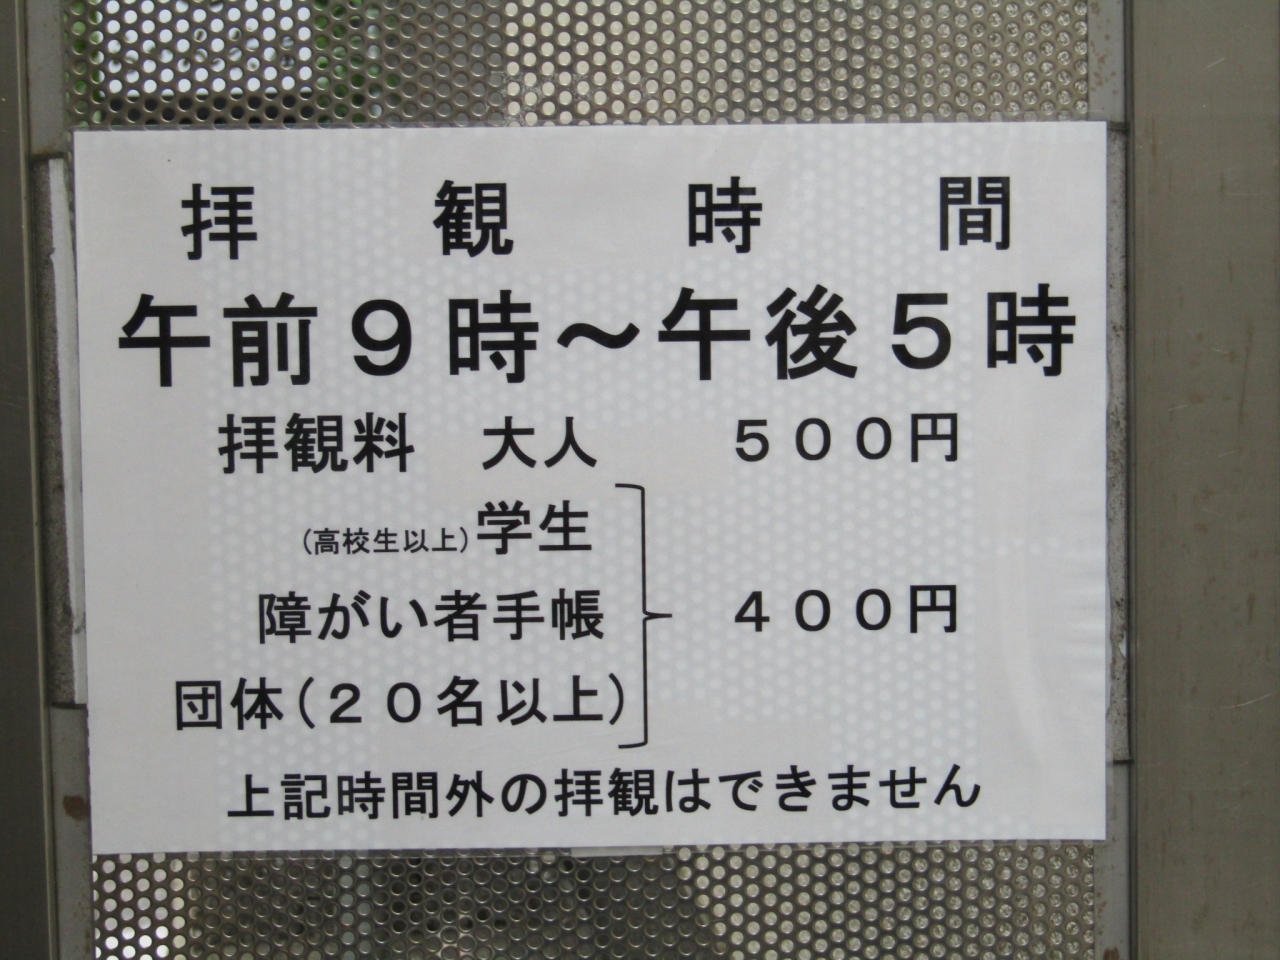 拝観時間
午前９時～午後５時
拝観料 大人 ５００円
(高校生以上)学生
障がい者手帳 ４００円
団体(２０名以上)
上記時間外の拝観はできません